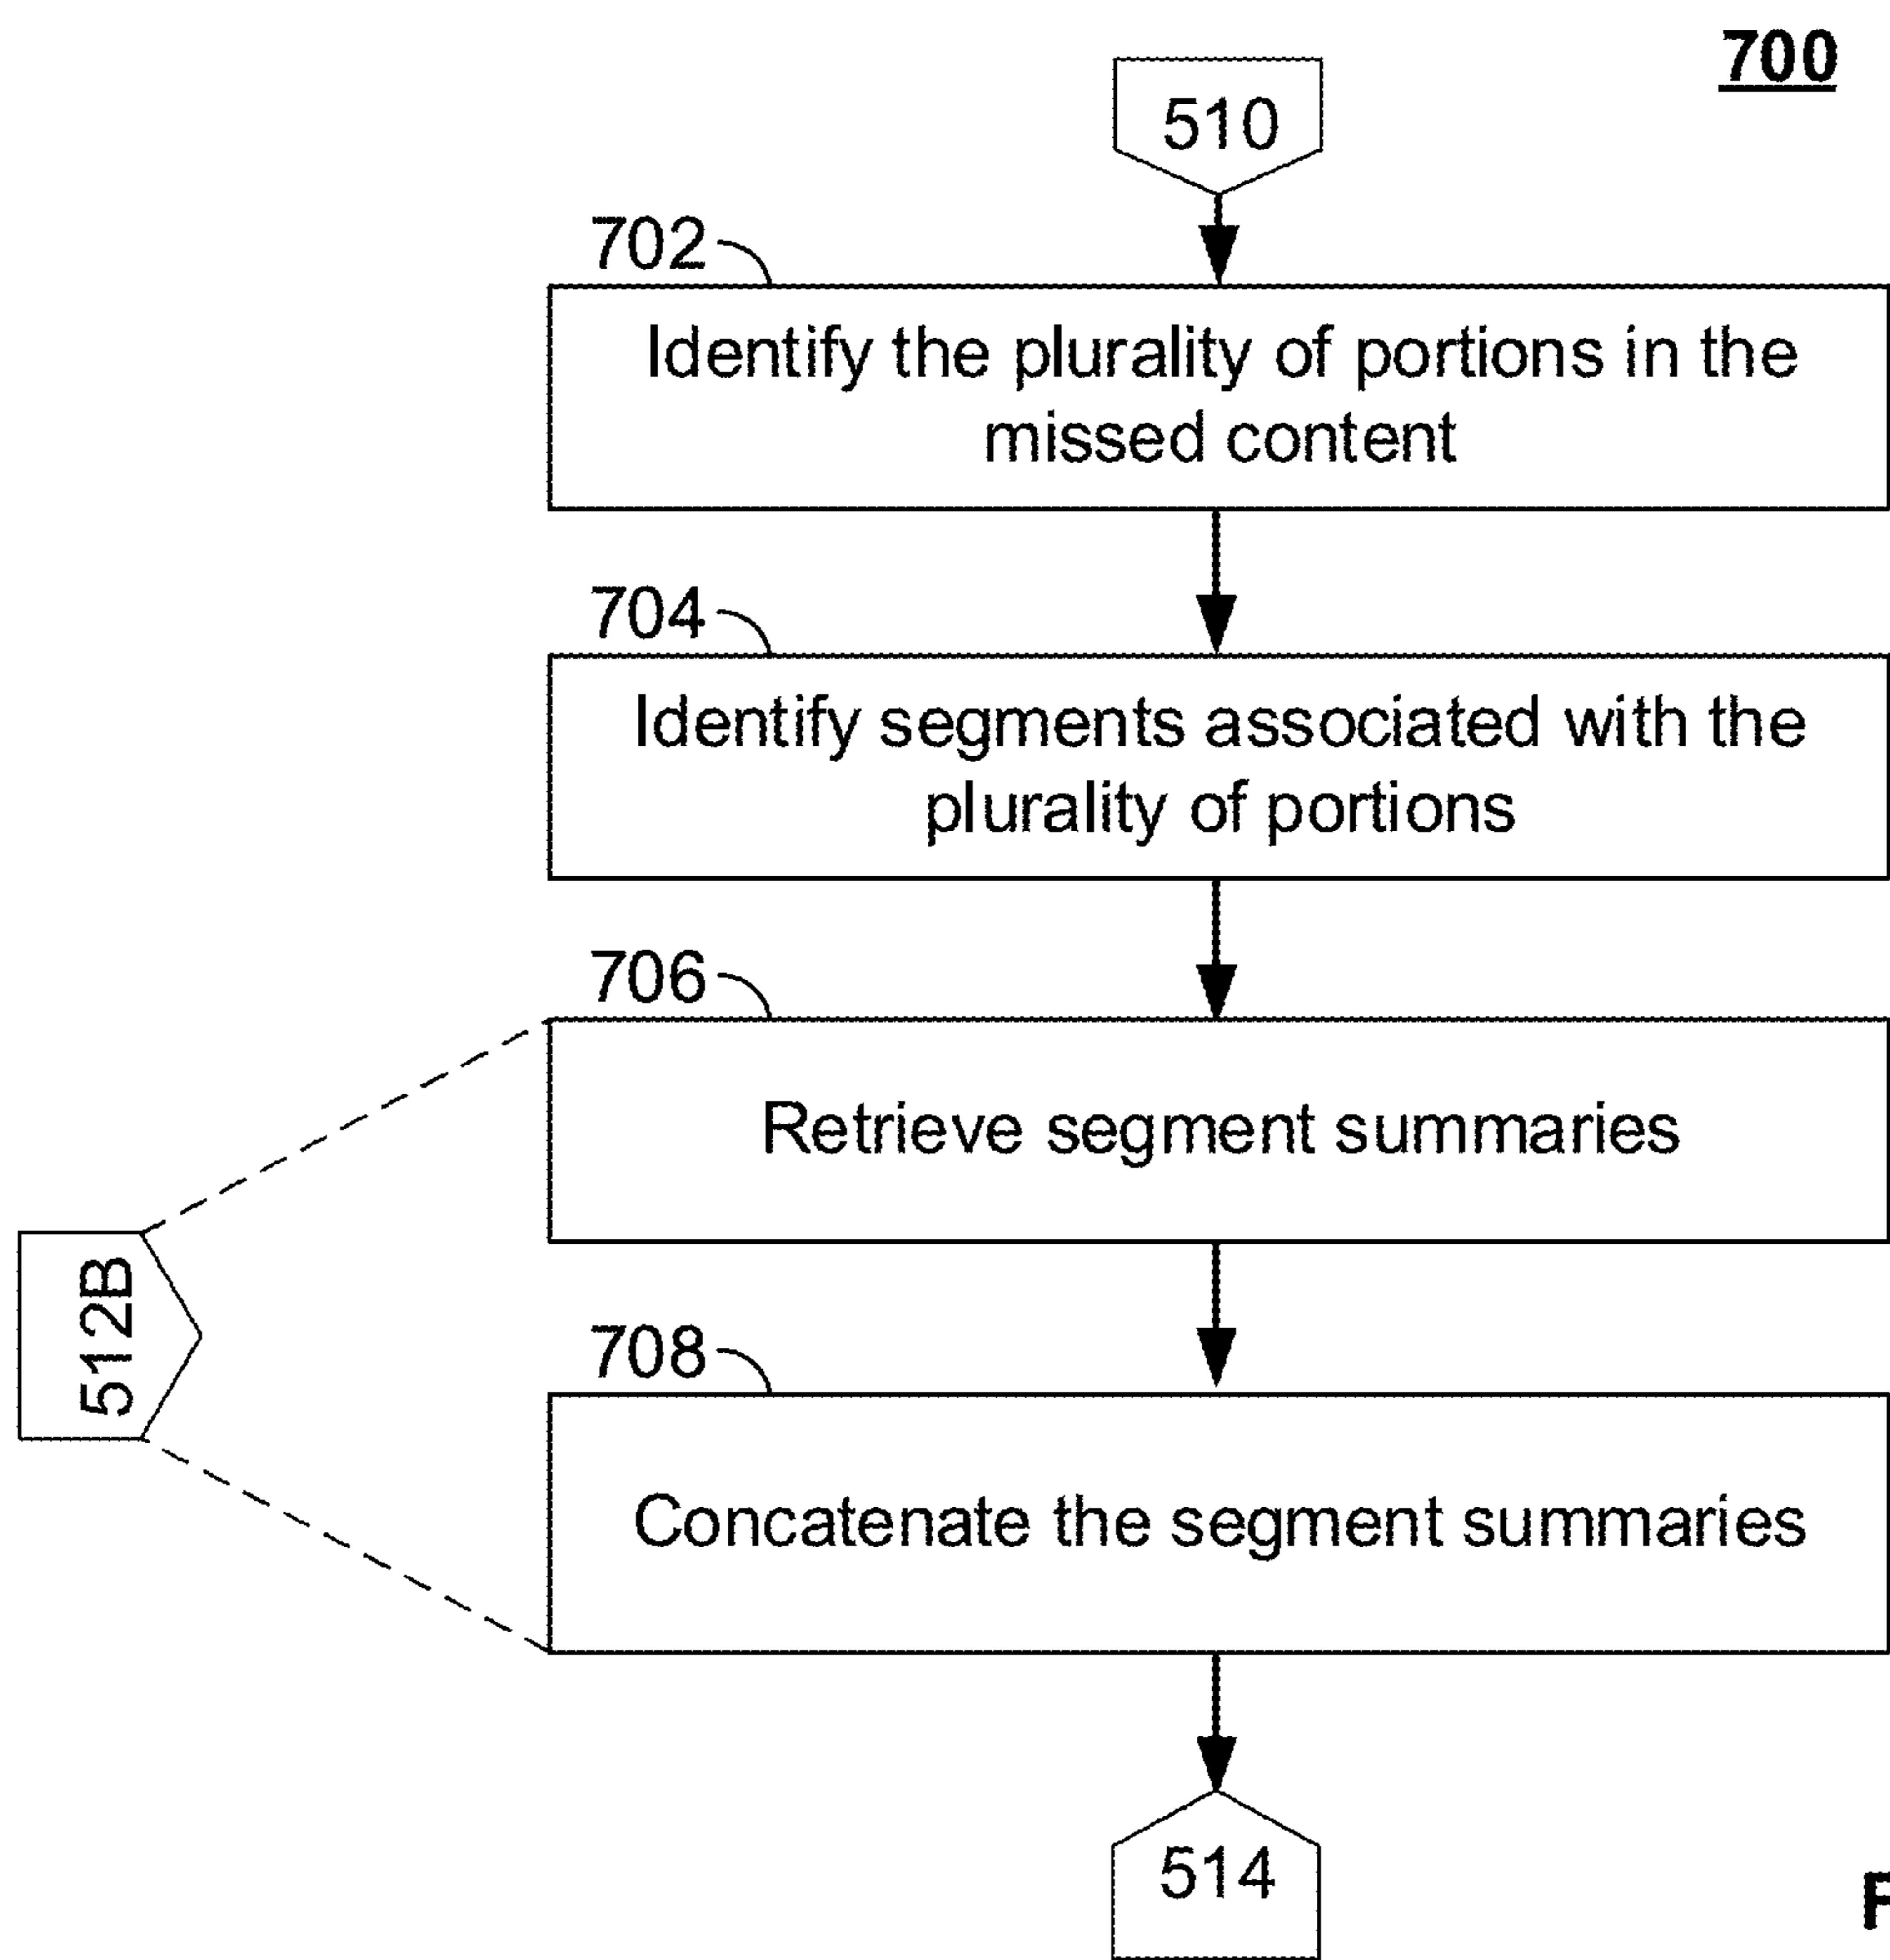 700
510
702
Identify the plurality of portions in the
missed content
704
Identify segments associated with the
plurality of portions
706
Retrieve segment summaries
512B
708
Concatenate the segment summaries
514